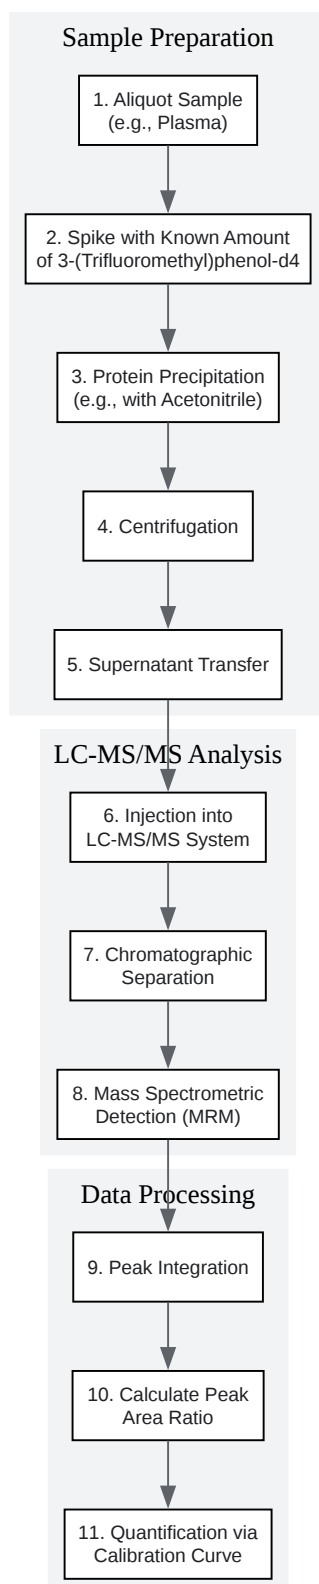 Sample Preparation
1. Aliquot Sample
(e.g., Plasma)
2. Spike with Known Amount
of 3-(Trifluoromethyl)phenol-d4
3. Protein Precipitation
(e.g., with Acetonitrile)
4. Centrifugation
5. Supernatant Transfer
LC-MS/MS Analysis
6. Injection into
LC-MS/MS System
7. Chromatographic
Separation
8. Mass Spectrometric
Detection (MRM)
Data Processing
9. Peak Integration
10. Calculate Peak
Area Ratio
11. Quantification via
Calibration Curve